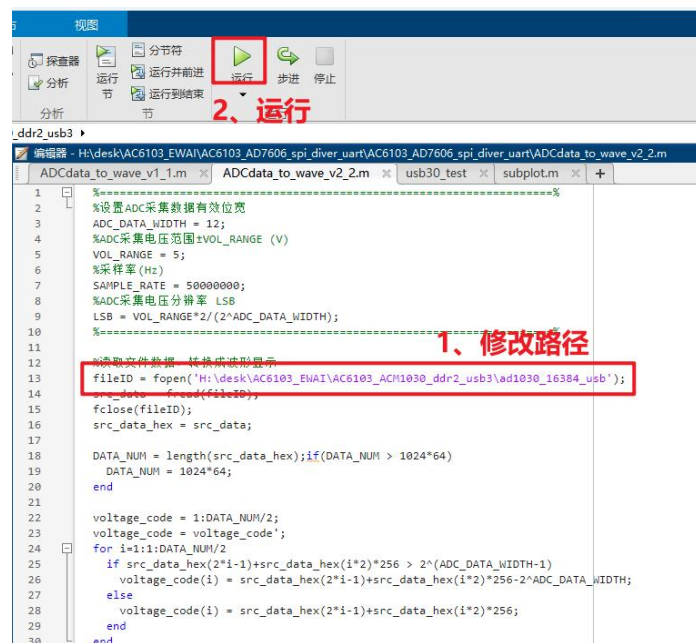 视图
探查器
分析
分析
运行
节
分节符
运行并前进
运行到结束
节
运行
步进
停止
2、运行
_ddr2_usb3
编辑器 - H:\desk\AC6103_EWAI\AC6103_AD7606_spi_diver_uart\AC6103_AD7606_spi_diver_uart\ADCdata_to_wave_v2_2.m
ADCdata_to_wave_v1_1.m × ADCdata_to_wave_v2_2.m × usb30_test × subplot.m × +
1 %=========================================================%
2 %设置ADC采集数据有效位宽
3 ADC_DATA_WIDTH = 12;
4 %ADC采集电压范围±VOL_RANGE (V)
5 VOL_RANGE = 5;
6 %采样率(Hz)
7 SAMPLE_RATE = 50000000;
8 %ADC采集电压分辨率 LSB
9 LSB = VOL_RANGE*2/(2^ADC_DATA_WIDTH);
10 %=========================================================%
11
1、修改路径
12 %读取文件数据 转换成波形显示
13 fileID = fopen('H:\desk\AC6103_EWAI\AC6103_ACM1030_ddr2_usb3\ad1030_16384_usb');
14 src_data = fread(fileID);
15 fclose(fileID);
16 src_data_hex = src_data;
17
18 DATA_NUM = length(src_data_hex);if(DATA_NUM > 1024*64)
19 DATA_NUM = 1024*64;
20 end
21
22 voltage_code = 1:DATA_NUM/2;
23 voltage_code = voltage_code';
24 for i=1:1:DATA_NUM/2
25 if src_data_hex(2*i-1)+src_data_hex(i*2)*256 > 2^(ADC_DATA_WIDTH-1)
26 voltage_code(i) = src_data_hex(2*i-1)+src_data_hex(i*2)*256-2^ADC_DATA_WIDTH;
27 else
28 voltage_code(i) = src_data_hex(2*i-1)+src_data_hex(i*2)*256;
29 end
30 end